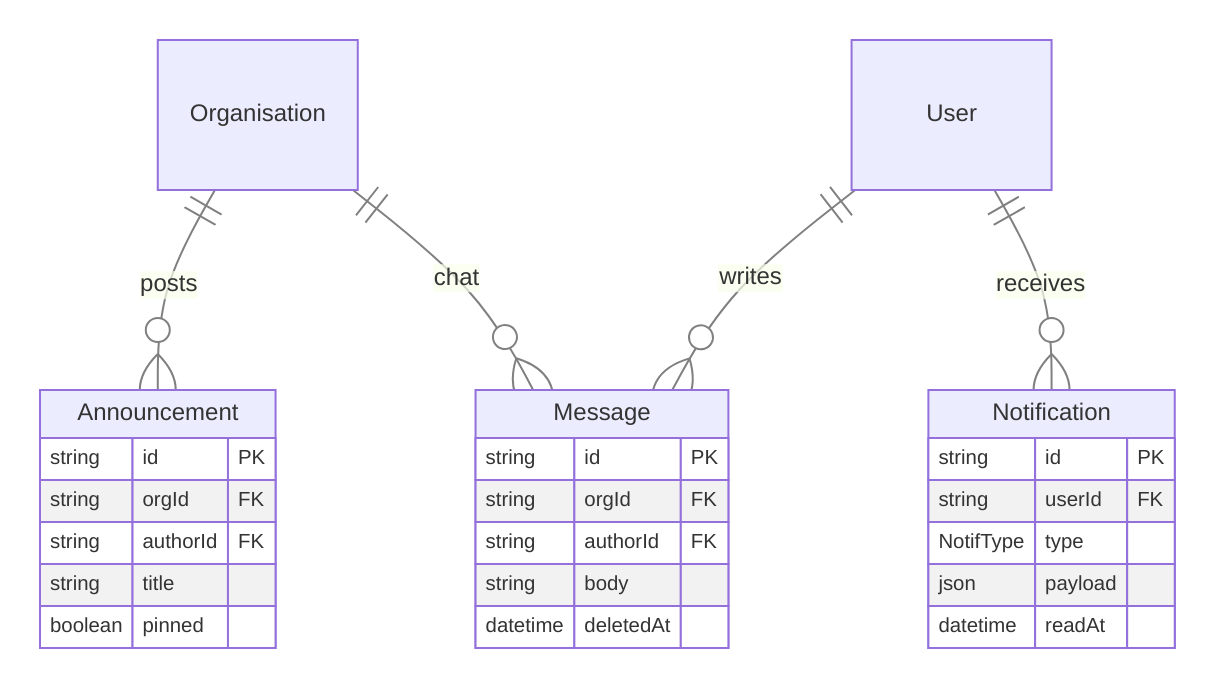 Organisation
User
posts
chat
writes
receives
Announcement
string id PK
string orgId FK
string authorId FK
string title
boolean pinned
Message
string id PK
string orgId FK
string authorId FK
string body
datetime deletedAt
Notification
string id PK
string userId FK
NotifType type
json payload
datetime readAt